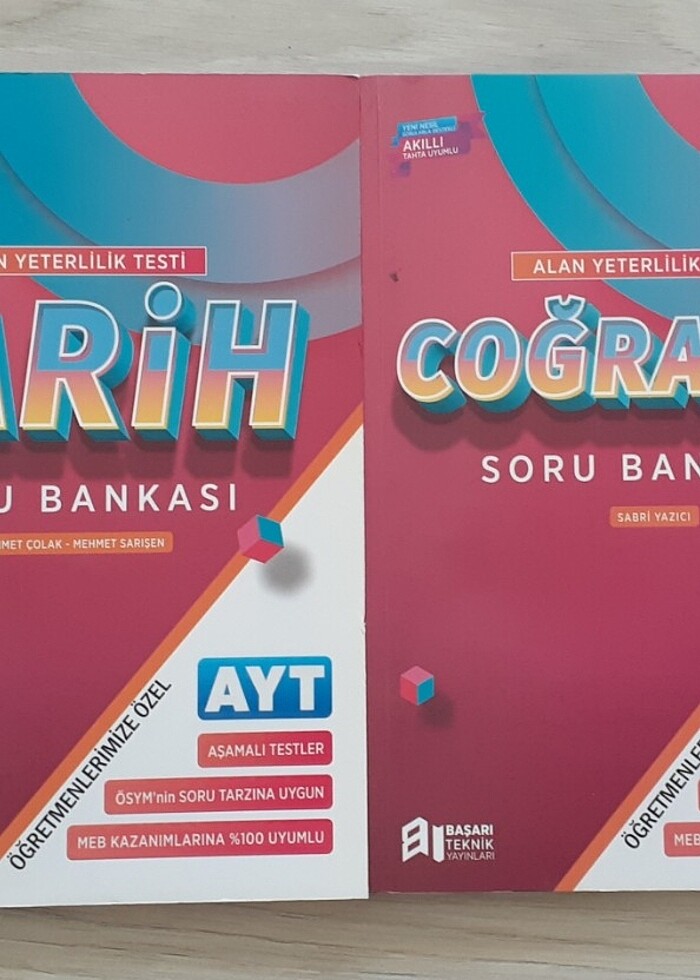 N YETERLİLİK TESTİ
ARİH
U BANKASI
MET ÇOLAK - MEHMET SARIŞEN
AYT
AŞAMALI TESTLER
ÖSYM'nin SORU TARZINA UYGUN
MEB KAZANIMLARINA %100 UYUMLU
ÖĞRETMENLERİMİZE ÖZEL
YENİ NESİL
AKILLI
TAHTA UYUMLU
ALAN YETERLİLİK
COĞRA
SORU BAN
SABRİ YAZICI
BAŞARI
TEKNİK
YAYINLARI
ÖĞRETMENLER
MEB